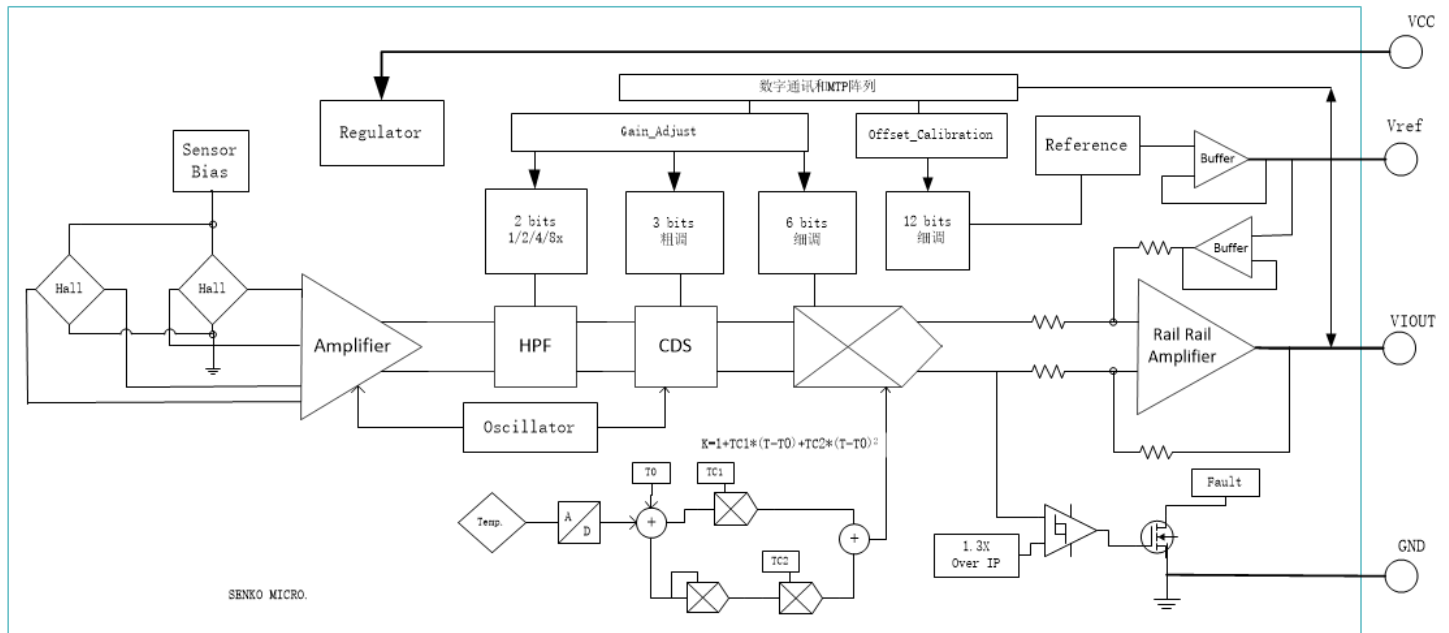 VCC
数字通讯和MTP阵列
Regulator
Gain_Adjust
Offset_Calibration
Reference
Buffer
Vref
Sensor
Bias
2 bits
1/2/4/8x
3 bits
粗调
6 bits
细调
12 bits
细调
Buffer
Hall
Hall
Amplifier
HPF
CDS
Rail Rail
Amplifier
VIOUT
Oscillator
K=1+TC1*(T-T0)+TC2*(T-T0)²
T0
TC1
Fault
Temp.
A
D
+
+
1.3X
Over IP
GND
TC2
SENKO MICRO.